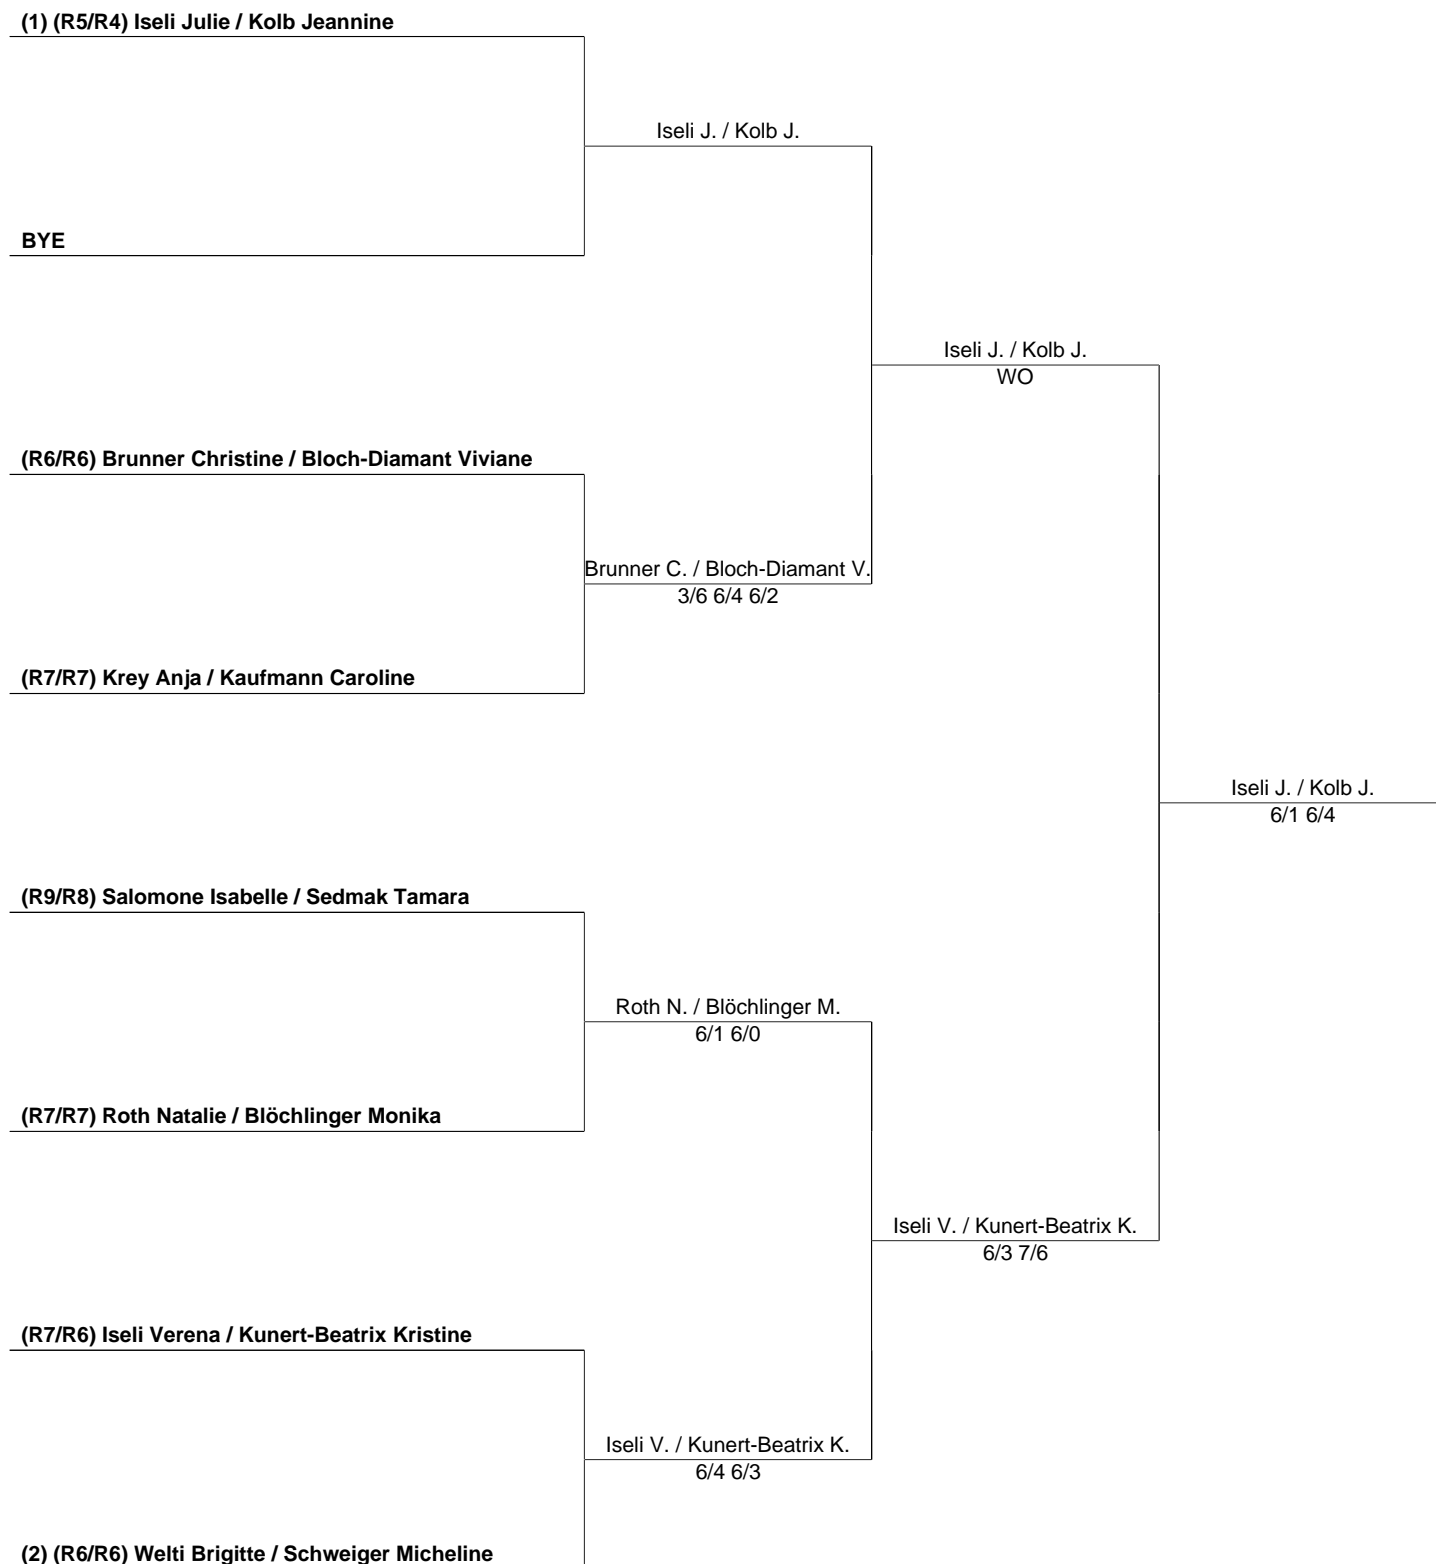 (1) (R5/R4) Iseli Julie / Kolb Jeannine
Iseli J. / Kolb J.
BYE
Iseli J. / Kolb J.
WO
(R6/R6) Brunner Christine / Bloch-Diamant Viviane
Brunner C. / Bloch-Diamant V.
3/6 6/4 6/2
(R7/R7) Krey Anja / Kaufmann Caroline
Iseli J. / Kolb J.
6/1 6/4
(R9/R8) Salomone Isabelle / Sedmak Tamara
Roth N. / Blöchlinger M.
6/1 6/0
(R7/R7) Roth Natalie / Blöchlinger Monika
Iseli V. / Kunert-Beatrix K.
6/3 7/6
(R7/R6) Iseli Verena / Kunert-Beatrix Kristine
Iseli V. / Kunert-Beatrix K.
6/4 6/3
(2) (R6/R6) Welti Brigitte / Schweiger Micheline